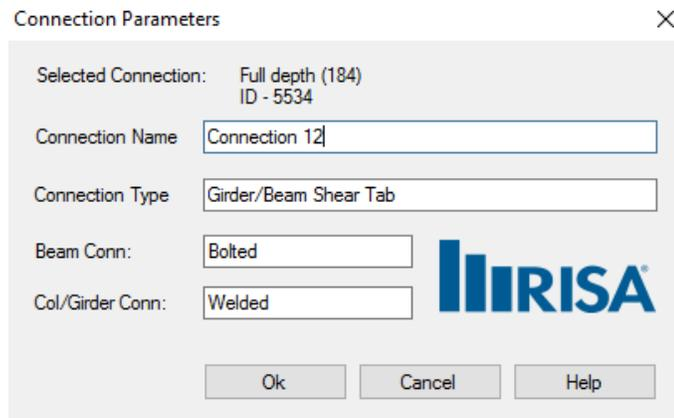 Connection Parameters
Selected Connection: Full depth (184)
ID - 5534
Connection Name Connection 12
Connection Type Girder/Beam Shear Tab
Beam Conn: Bolted
Col/Girder Conn: Welded
RISA®
Ok Cancel Help